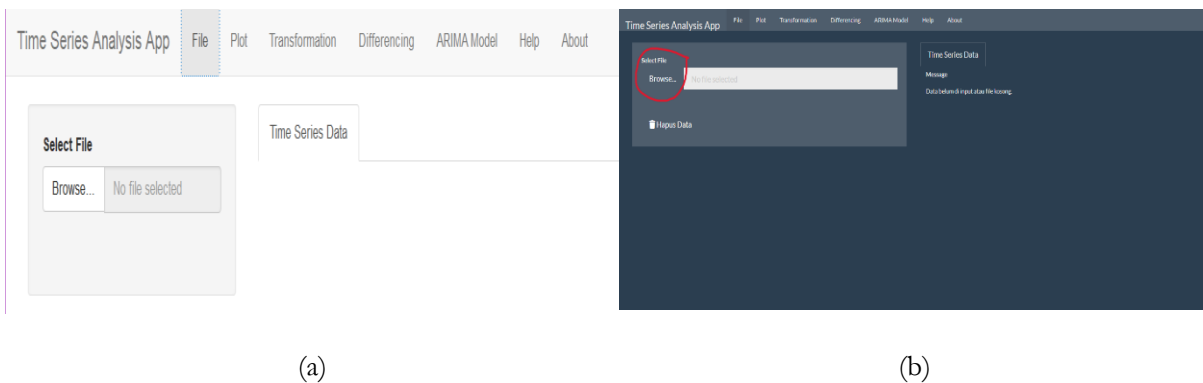 Time Series Analysis App File Plot Transformation Differencing ARIMA Model Help About
Select File
Browse... No file selected
Time Series Data
Time Series Analysis App File Plot Transformation Differencing ARIMA Model Help About
Select File
Browse... No file selected
Hapus Data
Time Series Data
Message
Data belum di input atau file kosong.
(a)
(b)